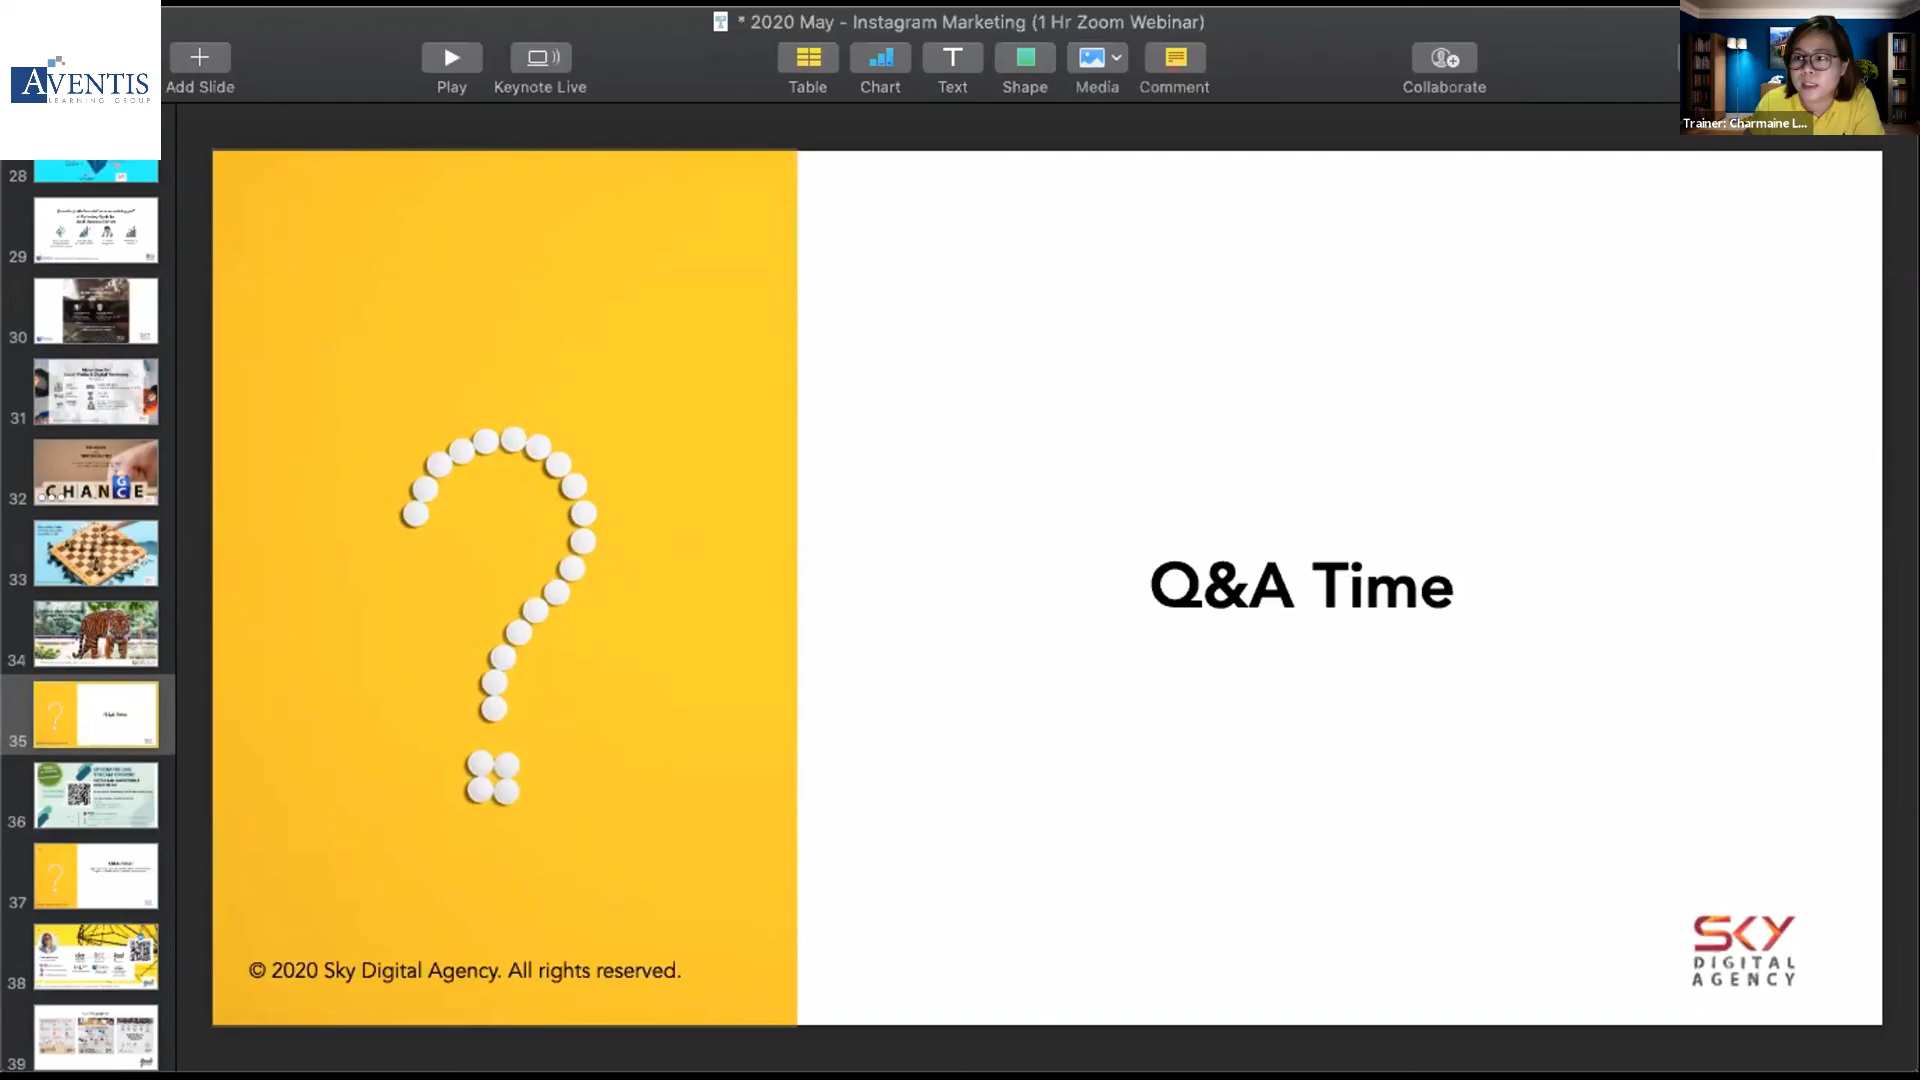 AVENTIS
LEARNING GROUP
* 2020 May - Instagram Marketing (1 Hr Zoom Webinar)
Add Slide
Play
Keynote Live
Table
Chart
Text
Shape
Media
Comment
Collaborate
Trainer: Charmaine L...
28
29
30
31
32
CHANGE
C
33
34
35
Q&A Time
36
37
38
39
Q&A Time
© 2020 Sky Digital Agency. All rights reserved.
SKY
DIGITAL
AGENCY